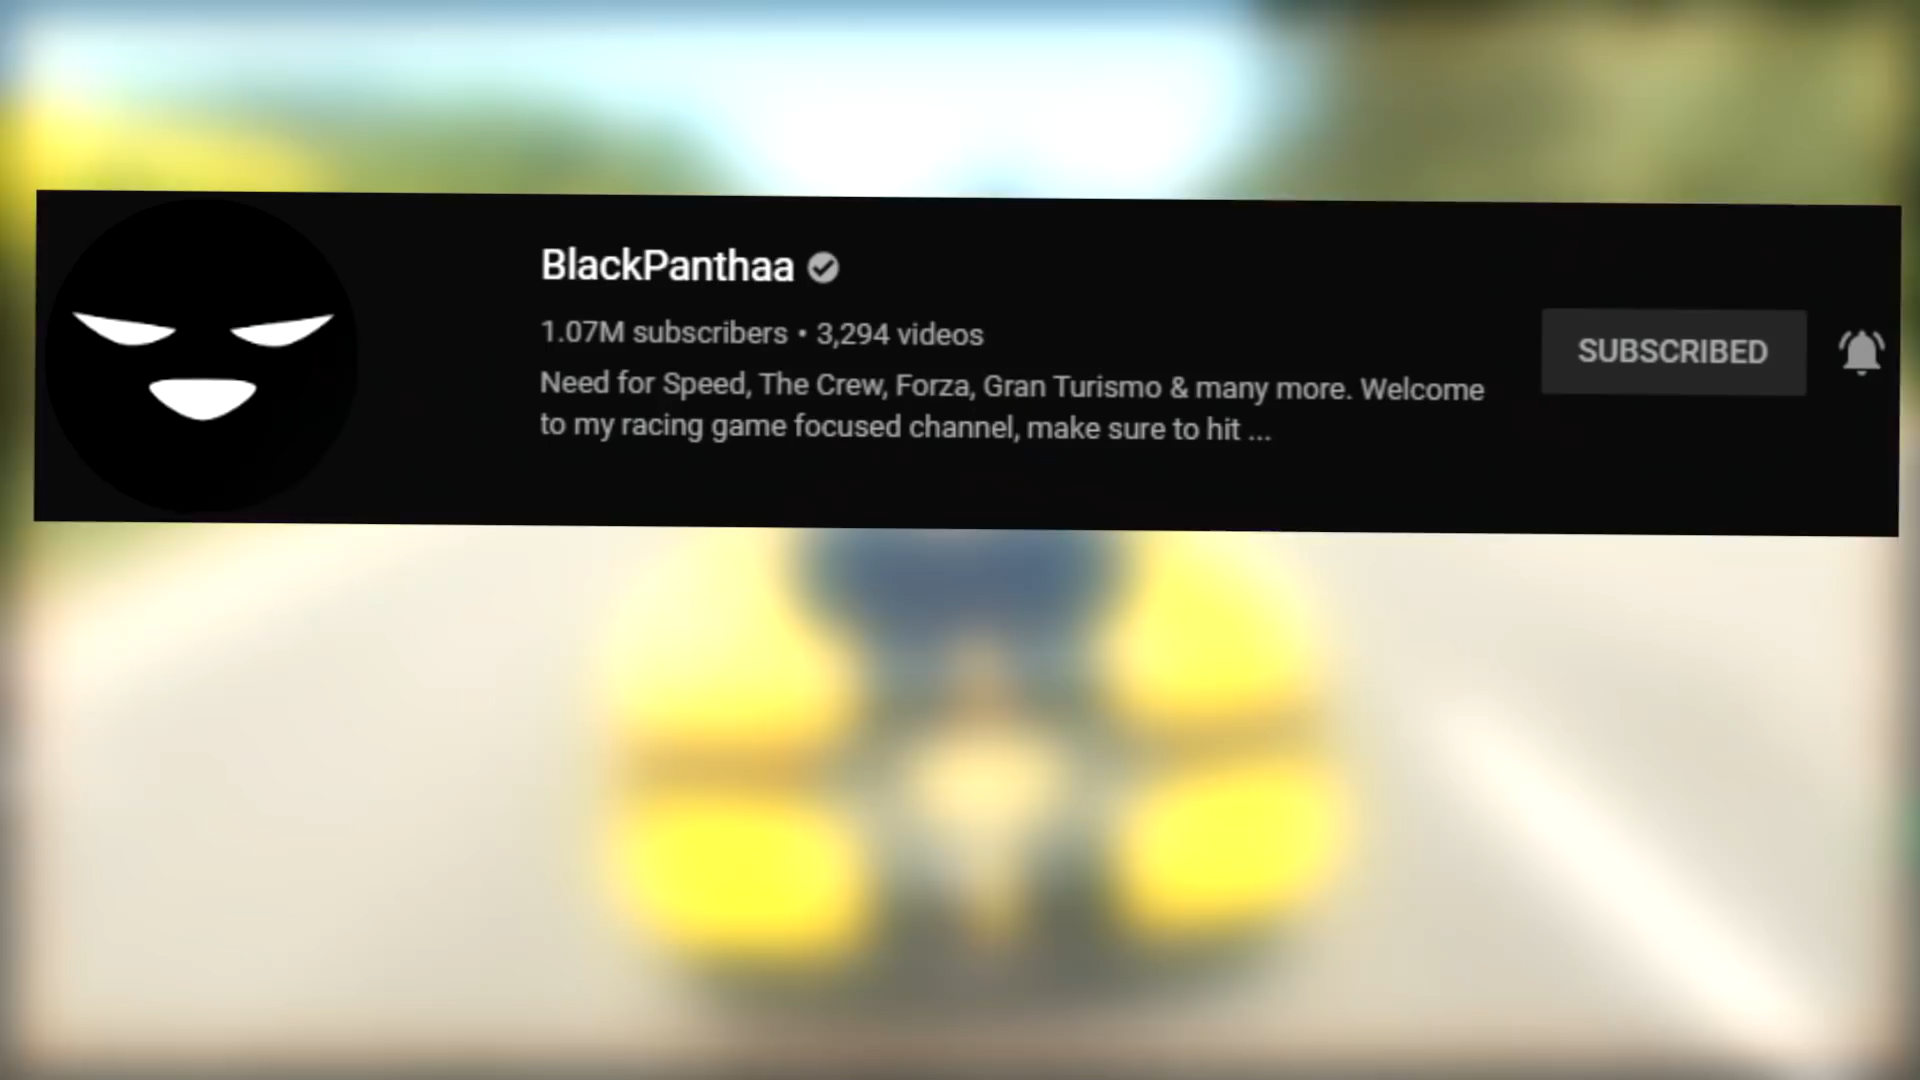 BlackPanthaa
1.07M subscribers • 3,294 videos
Need for Speed, The Crew, Forza, Gran Turismo & many more. Welcome
to my racing game focused channel, make sure to hit ...
SUBSCRIBED